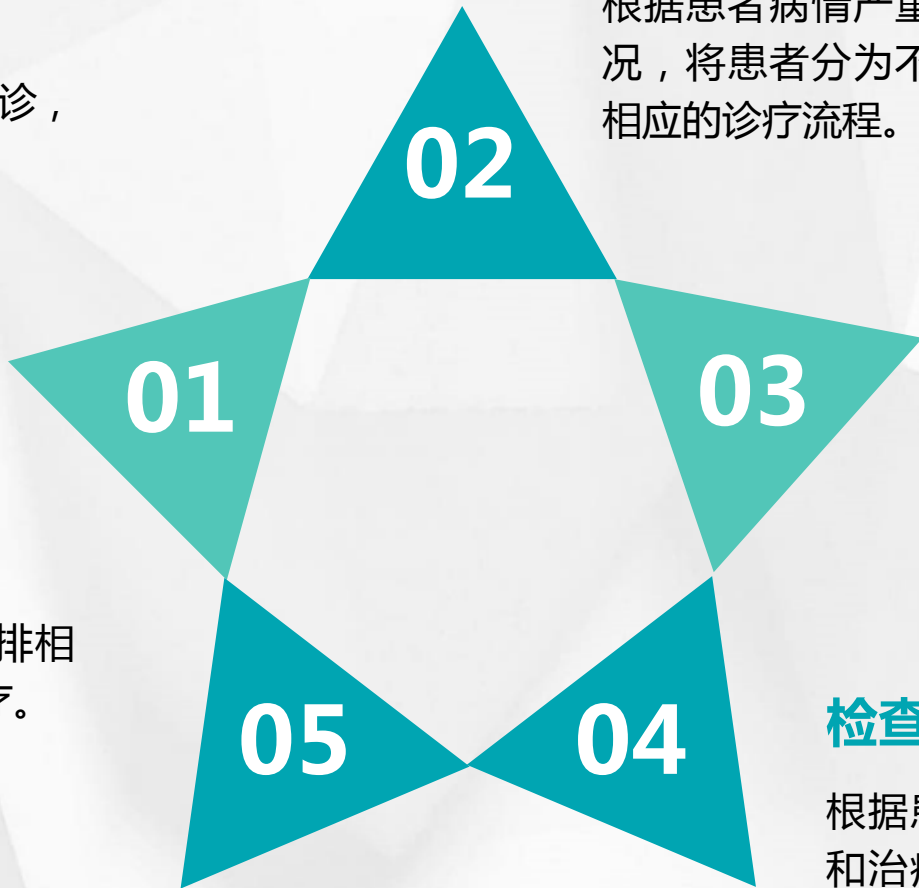 根据患者病情产重
诊，
况，将患者分为不
相应的诊疗流程。
02
01
03
排相
。
05
04
检查
根据患
和治疗